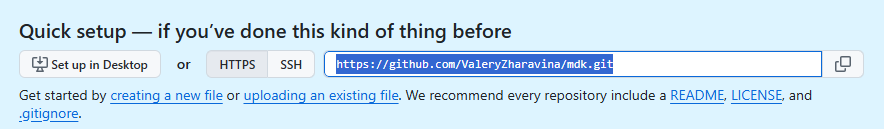 Quick setup — if you've done this kind of thing before
Set up in Desktop or HTTPS SSH https://github.com/ValeryZharavina/mdk.git
Get started by creating a new file or uploading an existing file. We recommend every repository include a README, LICENSE, and
.gitignore.